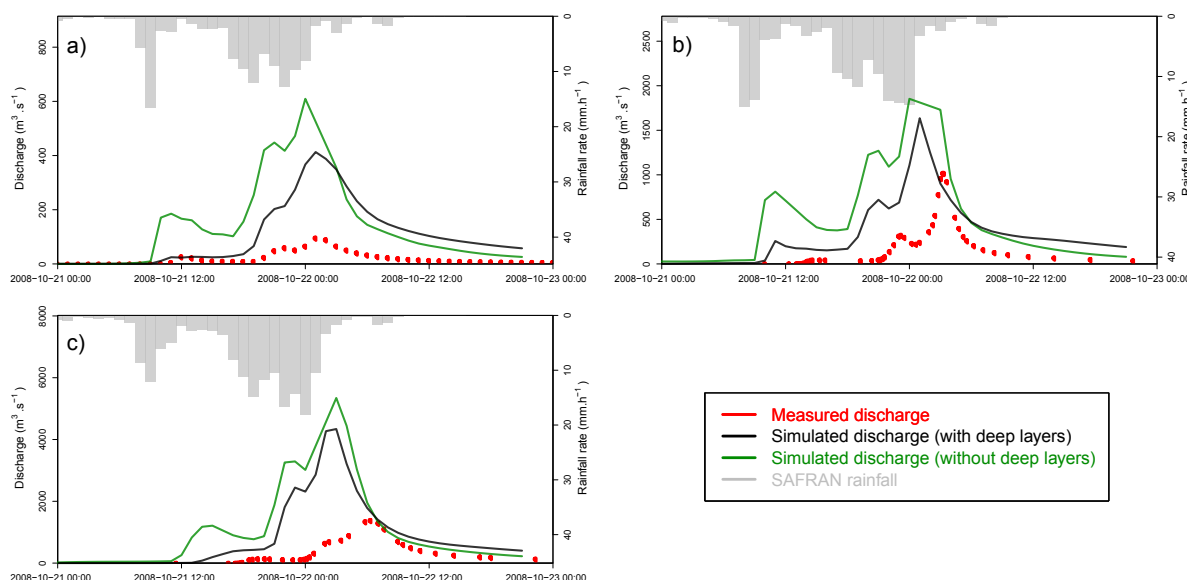 a)
Discharge (m³.s⁻¹)
0 200 400 600 800
Rainfall rate (mm.h⁻¹)
0 10 20 30 40
2008−10−21 00:00 2008−10−21 12:00 2008−10−22 00:00 2008−10−22 12:00 2008−10−23 00:00
b)
Discharge (m³.s⁻¹)
0 500 1000 1500 2000 2500
Rainfall rate (mm.h⁻¹)
0 10 20 30 40
2008−10−21 00:00 2008−10−21 12:00 2008−10−22 00:00 2008−10−22 12:00 2008−10−23 00:00
c)
Discharge (m³.s⁻¹)
0 2000 4000 6000 8000
Rainfall rate (mm.h⁻¹)
0 10 20 30 40
2008−10−21 00:00 2008−10−21 12:00 2008−10−22 00:00 2008−10−22 12:00 2008−10−23 00:00
Measured discharge
Simulated discharge (with deep layers)
Simulated discharge (without deep layers)
SAFRAN rainfall